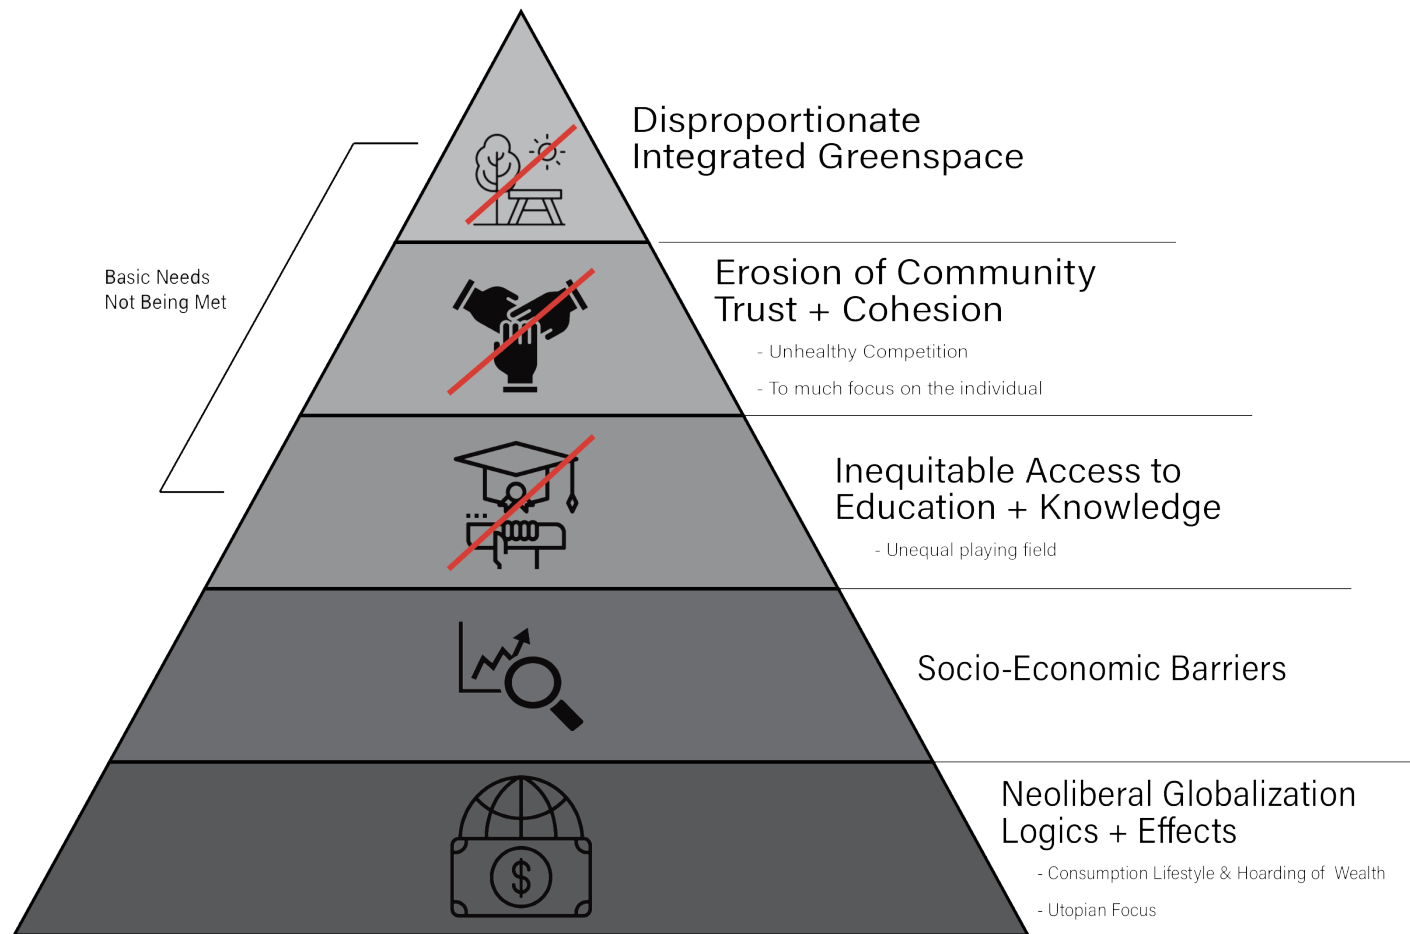 Disproportionate
Integrated Greenspace
Basic Needs
Not Being Met
Erosion of Community
Trust + Cohesion
- Unhealthy Competition
- To much focus on the individual
Inequitable Access to
Education + Knowledge
- Unequal playing field
Socio-Economic Barriers
Neoliberal Globalization
Logics + Effects
- Consumption Lifestyle & Hoarding of Wealth
- Utopian Focus
$